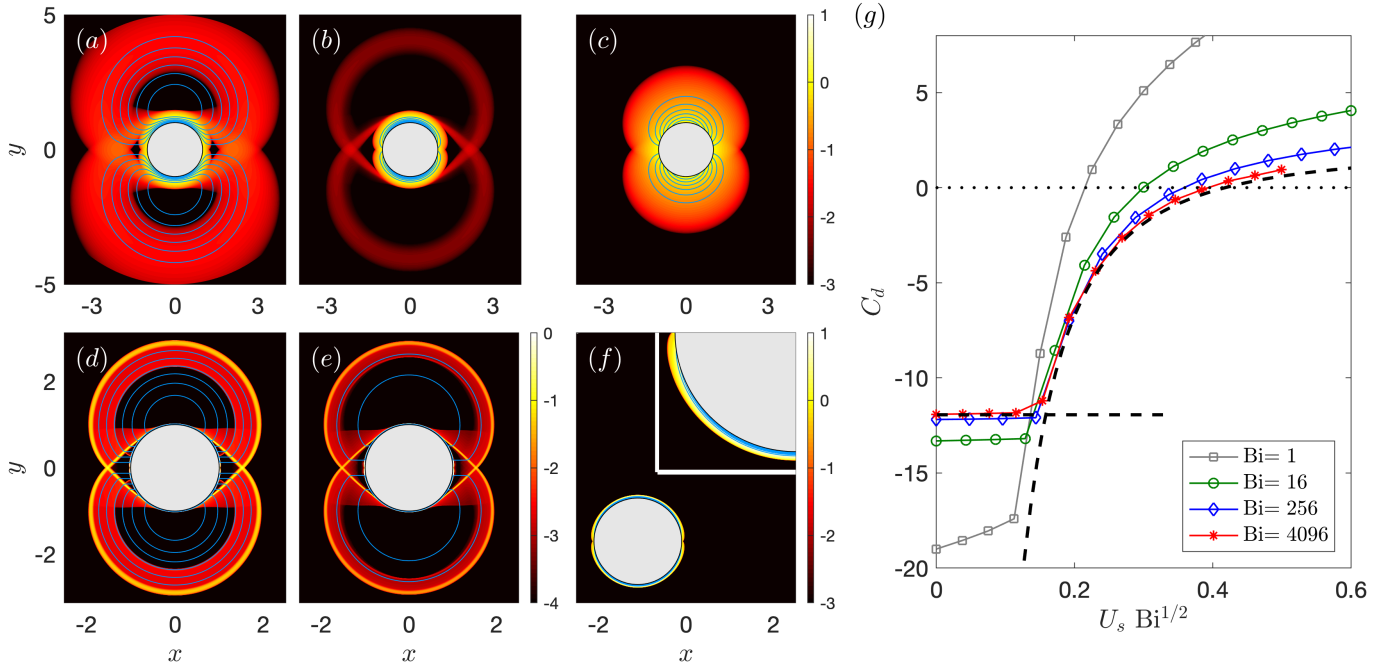 (a)
(b)
(c)
(g)
5
0
-5
y
-3 0 3
-3 0 3
-3 0 3
1
0
-1
-2
-3
(d)
(e)
(f)
2
0
-2
y
-2 0 2
x
-2 0 2
x
0
-1
-2
-3
-4
-2 0 2
x
1
0
-1
-2
-3
5
0
-5
-10
-15
-20
C_d
0 0.2 0.4 0.6
U_s Bi^{1/2}
Bi= 1
Bi= 16
Bi= 256
Bi= 4096